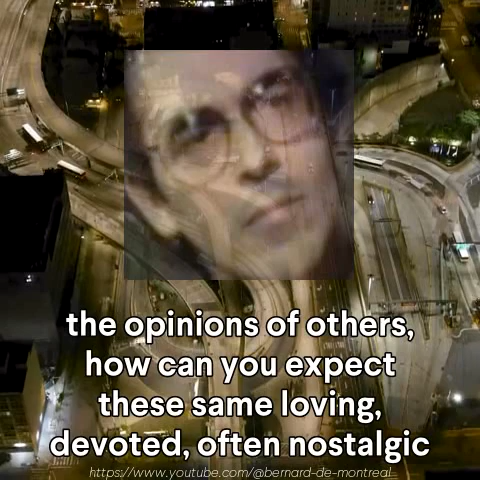 the opinions of others,
how can you expect
these same loving,
devoted, often nostalgic
https://www.youtube.com/@bernard-de-montreal